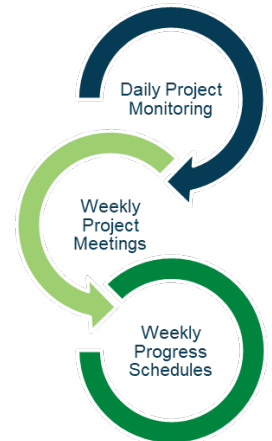 Daily Project
Monitoring
Weekly
Project
Meetings
Weekly
Progress
Schedules